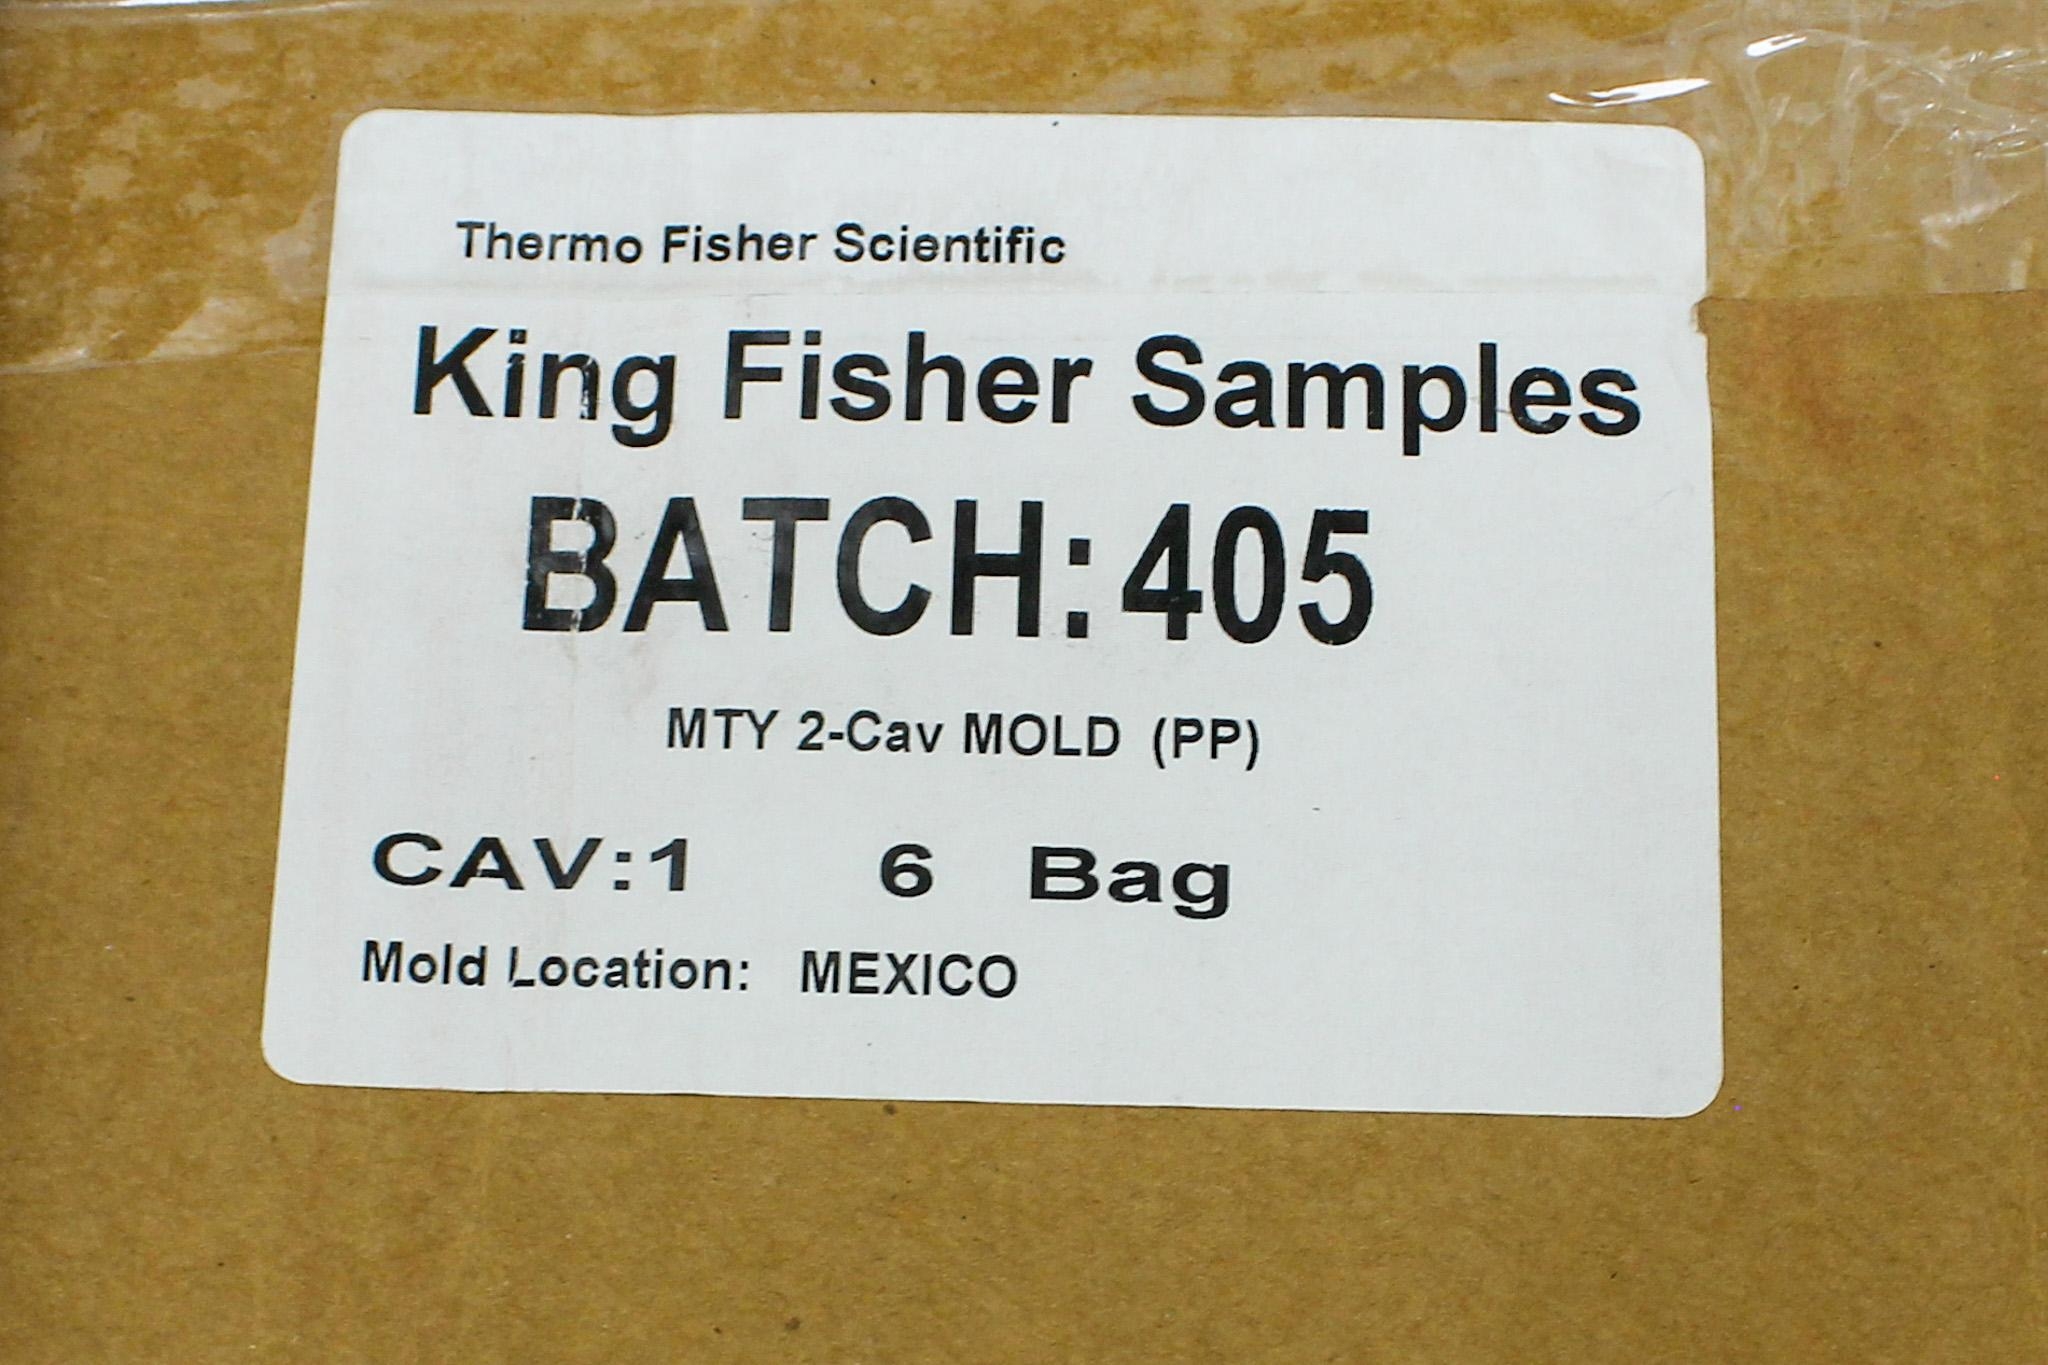 Thermo Fisher Scientific
King Fisher Samples
BATCH: 405
MTY 2-Cav MOLD (PP)
CAV:1 6 Bag
Mold Location: MEXICO